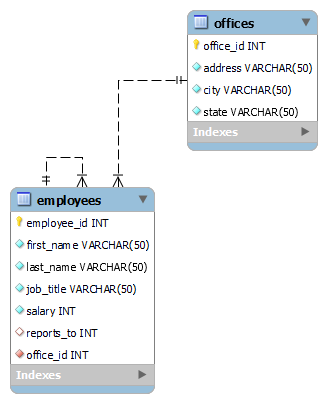 offices
office_id INT
address VARCHAR(50)
city VARCHAR(50)
state VARCHAR(50)
Indexes
employees
employee_id INT
first_name VARCHAR(50)
last_name VARCHAR(50)
job_title VARCHAR(50)
salary INT
reports_to INT
office_id INT
Indexes